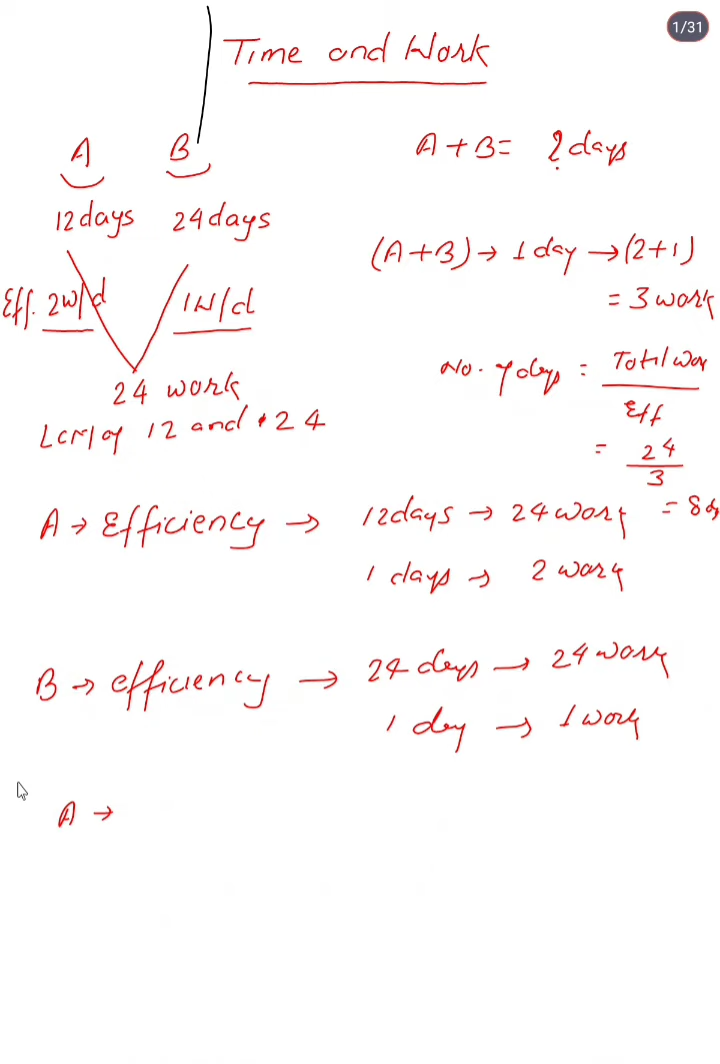 1/31
Time and Work
A B A + B = ? days
12 days 24 days
(A+B) → 1 day → (2+1)
Eff. 2w/d 1W/d = 3 work
24 work
LCM of 12 and 24
No. of days = Total Wor
Eff
= 24
3
= 8 d
A → Efficiency → 12 days → 24 work
1 days → 2 work
B → efficiency → 24 days → 24 work
1 day → 1 work
A →